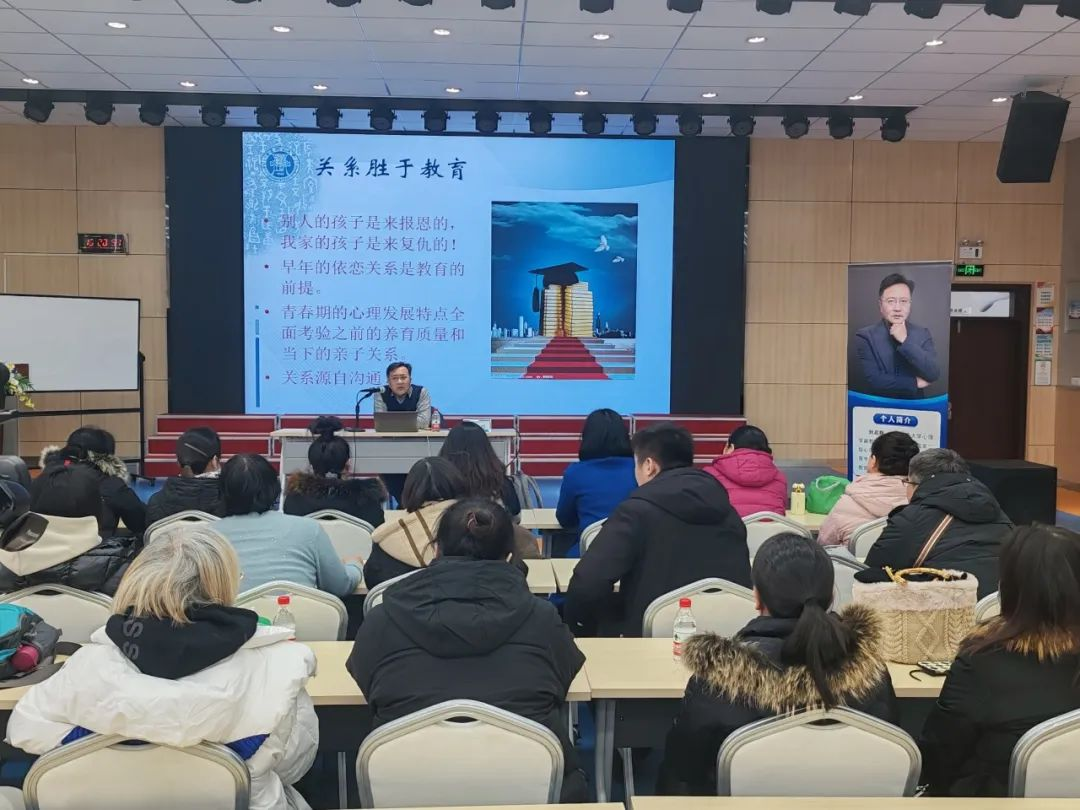 关系胜于教育
• 别人的孩子是来报恩的，
我家的孩子是来复仇的！
• 早年的依恋关系是教育的
前提。
• 青春期的心理发展特点全
面考验之前的养育质量和
当下的亲子关系。
• 关系源自沟通
个人简介